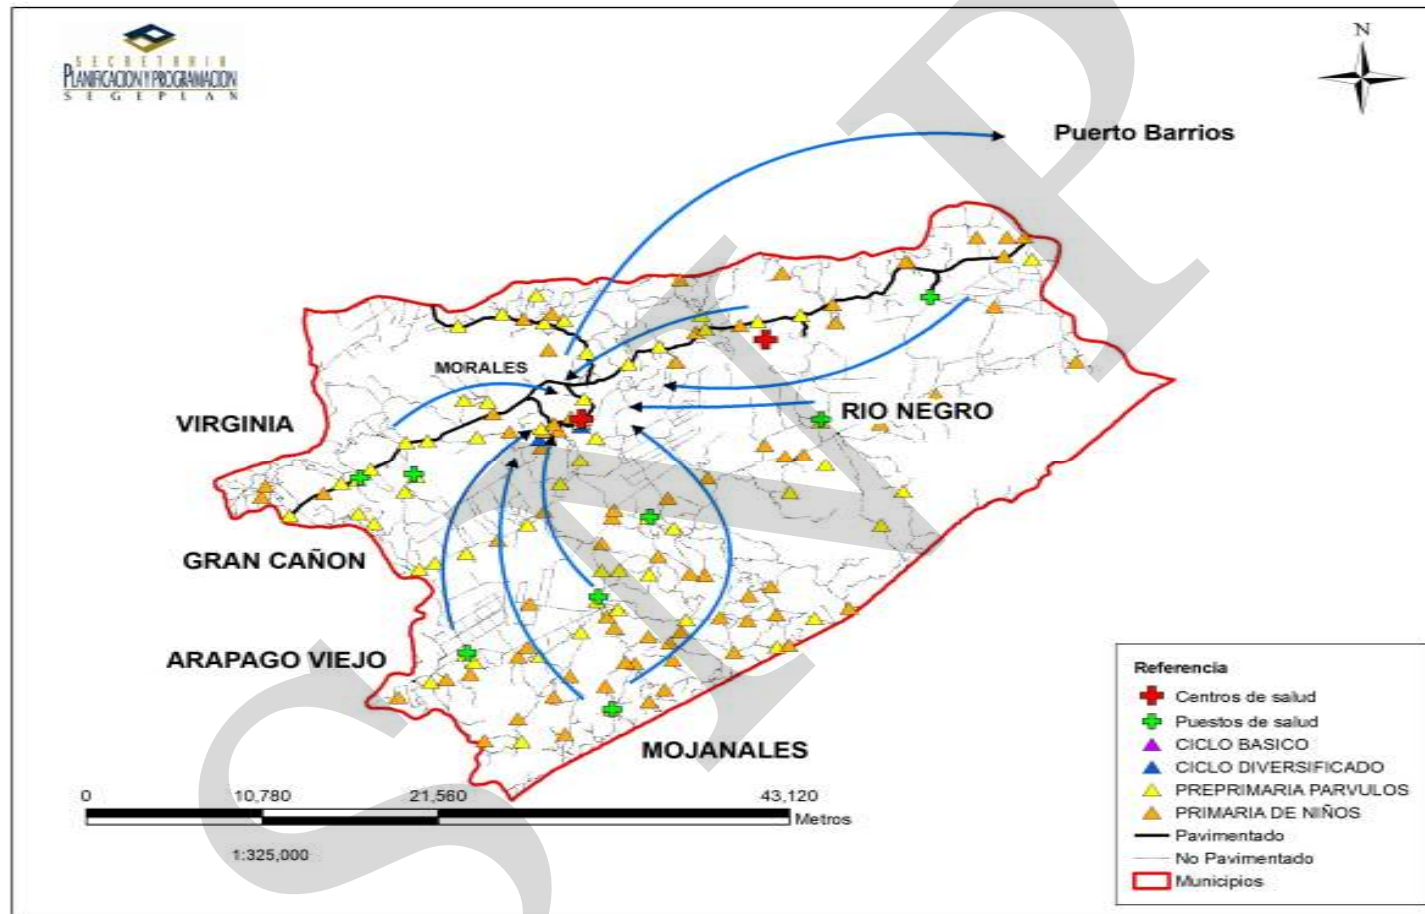 SECRETARIA
PLANIFICACION Y PROGRAMACION
SEGEPLAN
N
Puerto Barrios
MORALES
VIRGINIA
RIO NEGRO
GRAN CAÑON
ARAPAGO VIEJO
MOJANALES
0 10,780 21,560 43,120
Metros
1:325,000
Referencia
Centros de salud
Puestos de salud
CICLO BASICO
CICLO DIVERSIFICADO
PREPRIMARIA PARVULOS
PRIMARIA DE NIÑOS
Pavimentado
No Pavimentado
Municipios